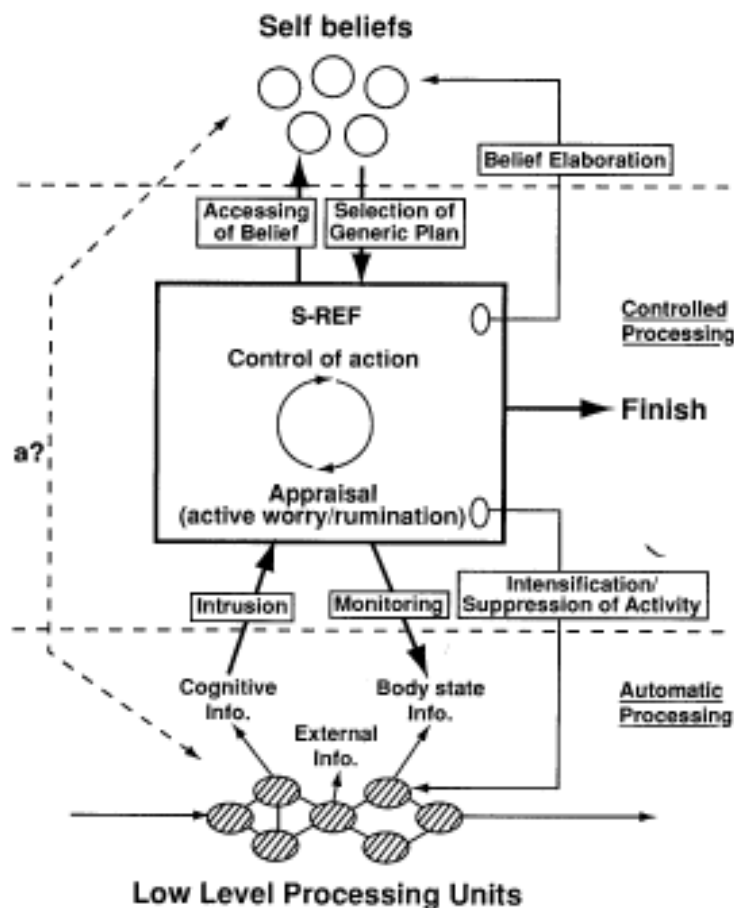 Self beliefs
Belief Elaboration
Accessing
of Belief
Selection of
Generic Plan
S-REF
Controlled
Processing
Control of action
Finish
a?
Appraisal
(active worry/rumination)
Intensification/
Suppression of Activity
Intrusion
Monitoring
Cognitive
Info.
Body state
Info.
Automatic
Processing
External
Info.
Low Level Processing Units